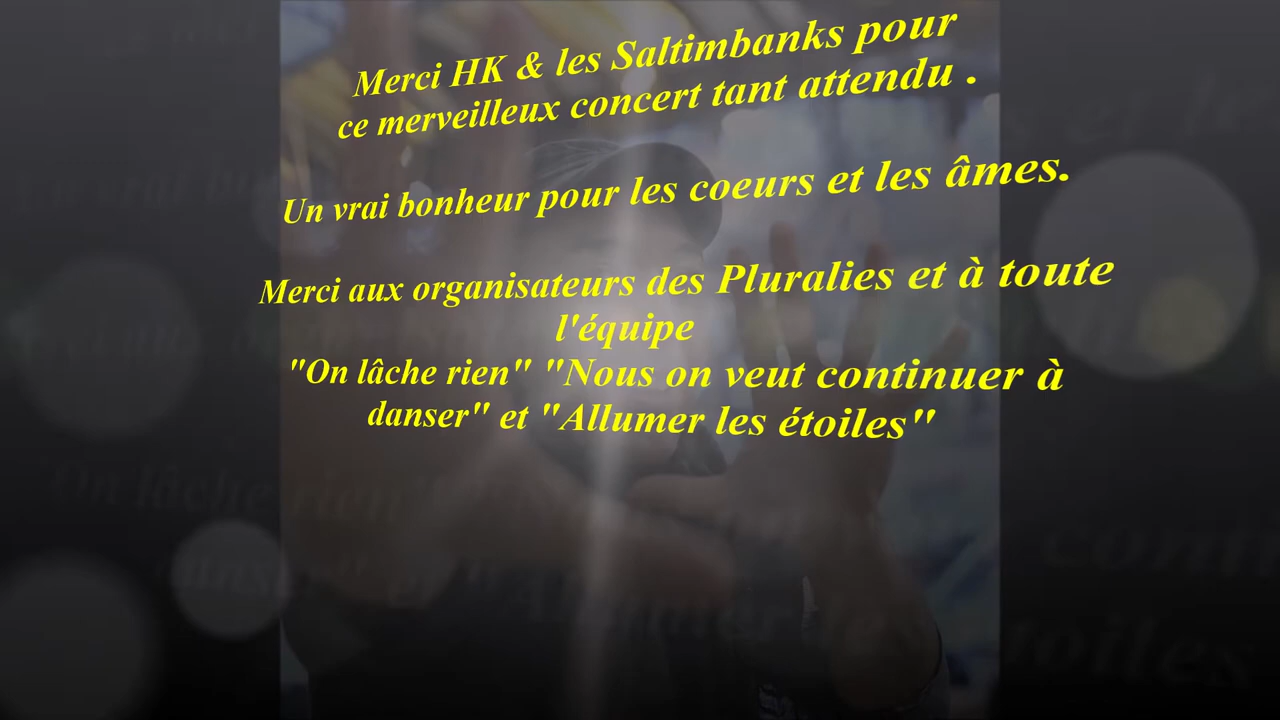 Merci HK & les Saltimbanks pour
ce merveilleux concert tant attendu .
Un vrai bonheur pour les coeurs et les âmes.
Merci aux organisateurs des Pluralies et à toute
l'équipe
"On lâche rien" "Nous on veut continuer à
danser" et "Allumer les étoiles"